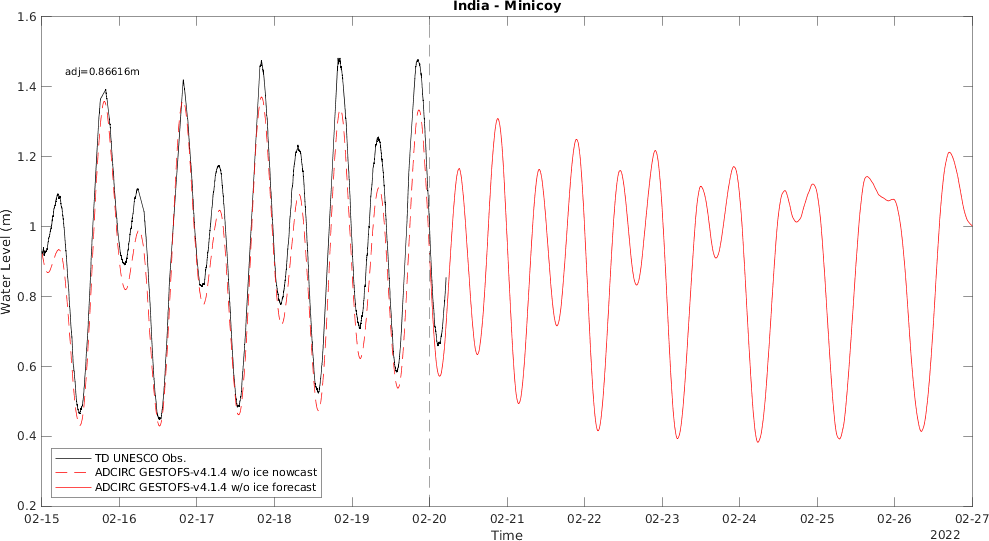 India - Minicoy
adj=0.86616m
Water Level (m)
1.6
1.4
1.2
1
0.8
0.6
0.4
0.2
TD UNESCO Obs.
ADCIRC GESTOFS-v4.1.4 w/o ice nowcast
ADCIRC GESTOFS-v4.1.4 w/o ice forecast
02-15 02-16 02-17 02-18 02-19 02-20 02-21 02-22 02-23 02-24 02-25 02-26 02-27
Time
2022